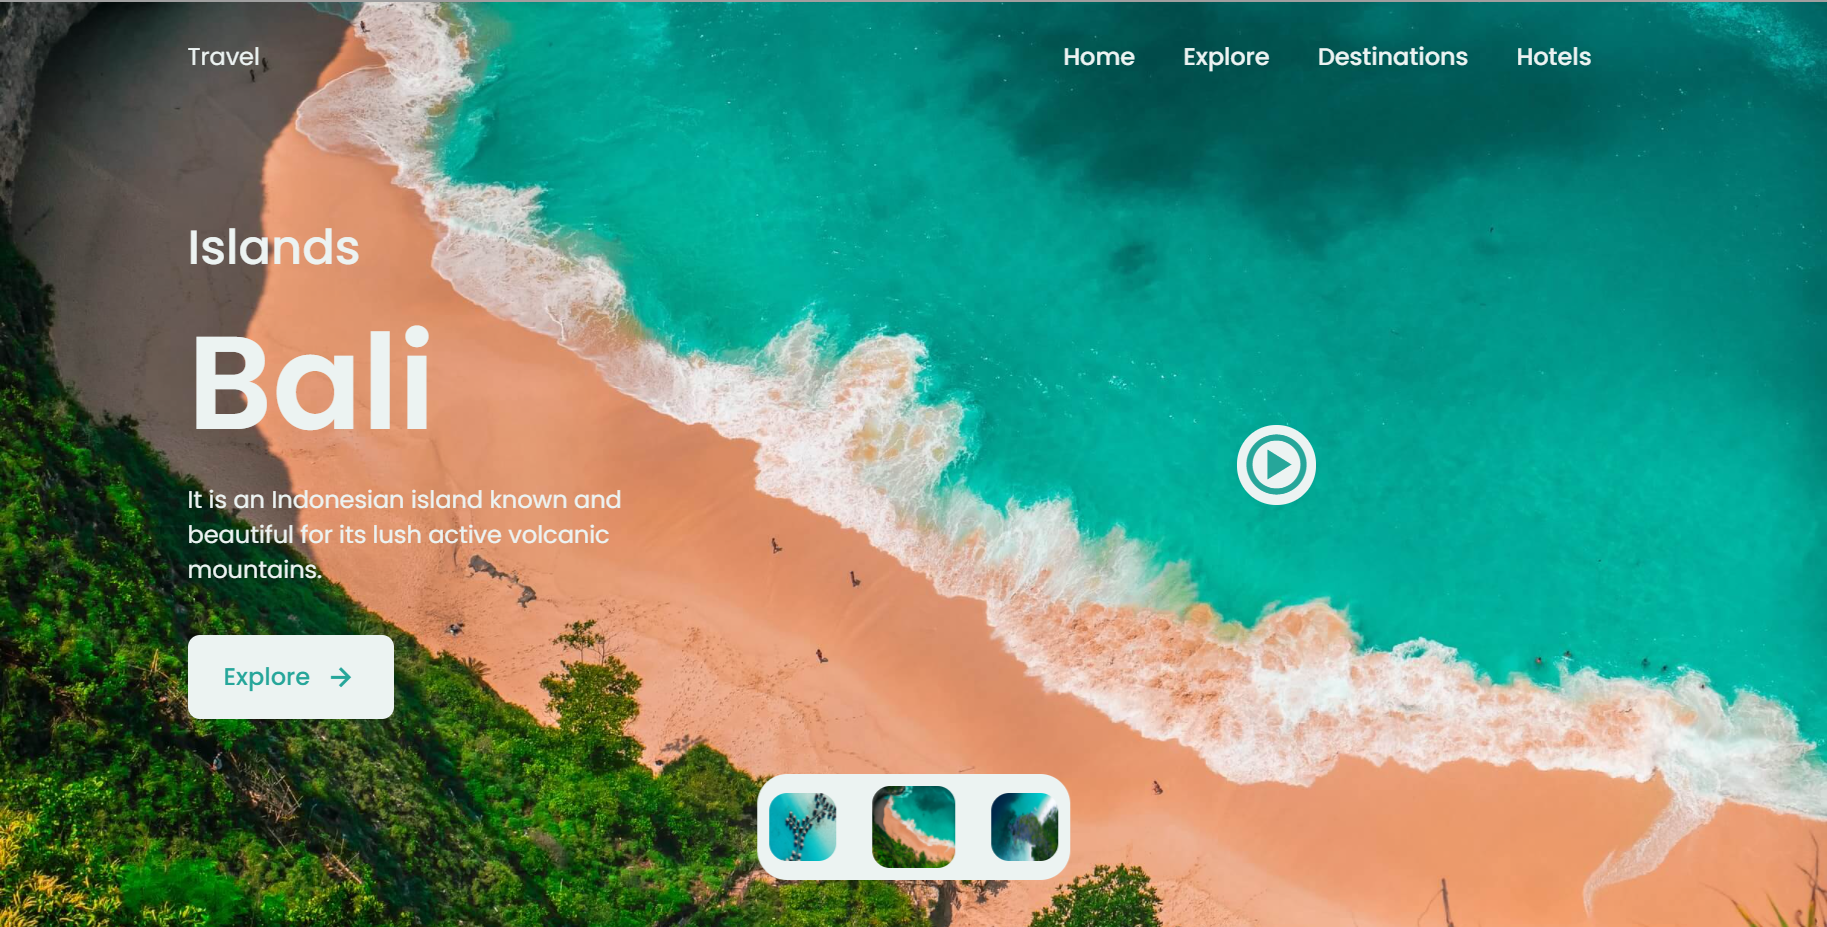 Travel
Home
Explore
Destinations
Hotels
Islands
Bali
It is an Indonesian island known and
beautiful for its lush active volcanic
mountains.
Explore